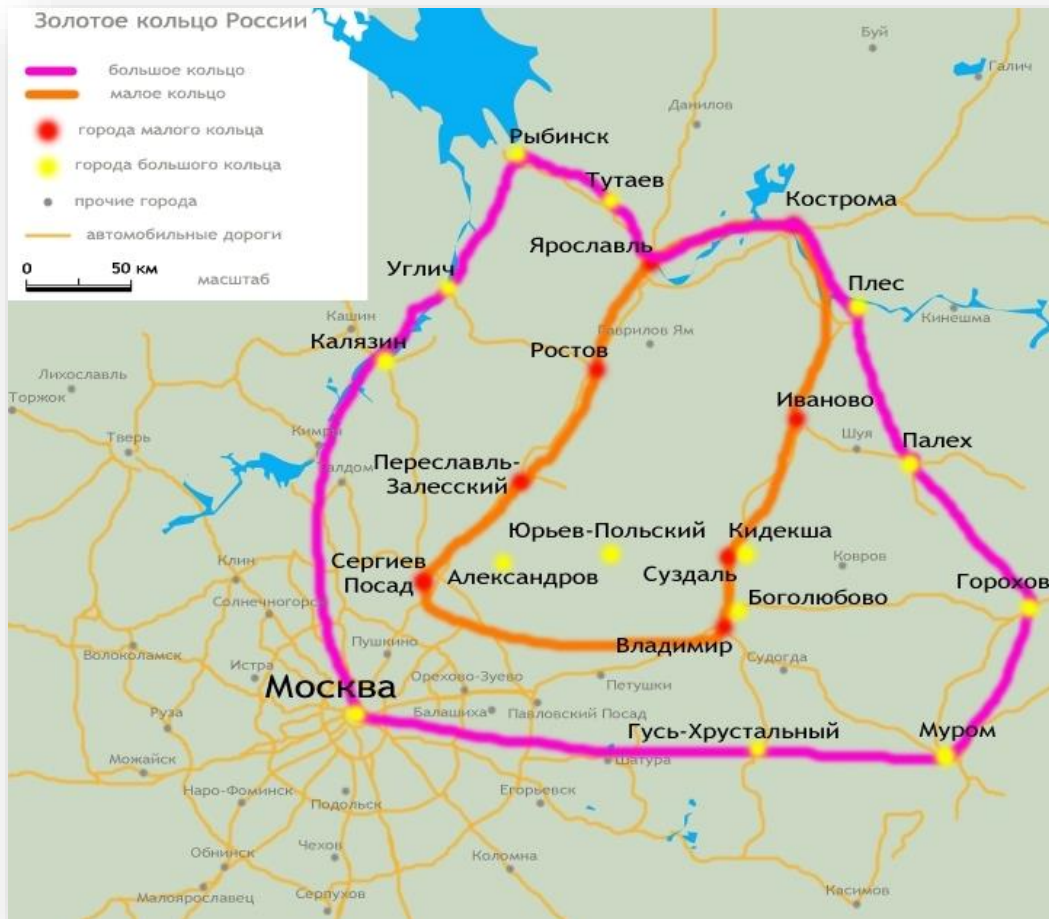 Золотое кольцо России
большое кольцо
малое кольцо
города малого кольца
города большого кольца
прочие города
автомобильные дороги
0 50 км
масштаб
Буй
Галич
Данилов
Рыбинск
Тутаев
Кострома
Ярославль
Углич
Плес
Кинешма
Кашин
Гаврилов Ям
Калязин
Ростов
Лихославль
Торжок
Иваново
Шуя
Палех
Тверь
Кимры
Талдом
Переславль-
Залесский
Юрьев-Польский
Кидекша
Клин
Сергиев
Посад
Александров
Суздаль
Ковров
Горохов
Боголюбово
Солнечногорск
Владимир
Волоколамск
Пушкино
Истра
Судогда
Москва
Орехово-Зуево
Петушки
Руза
Балашиха
Павловский Посад
Гусь-Хрустальный
Муром
Шатура
Можайск
Наро-Фоминск
Подольск
Егорьевск
Чехов
Обнинск
Коломна
Малоярославец
Серпухов
Касимов